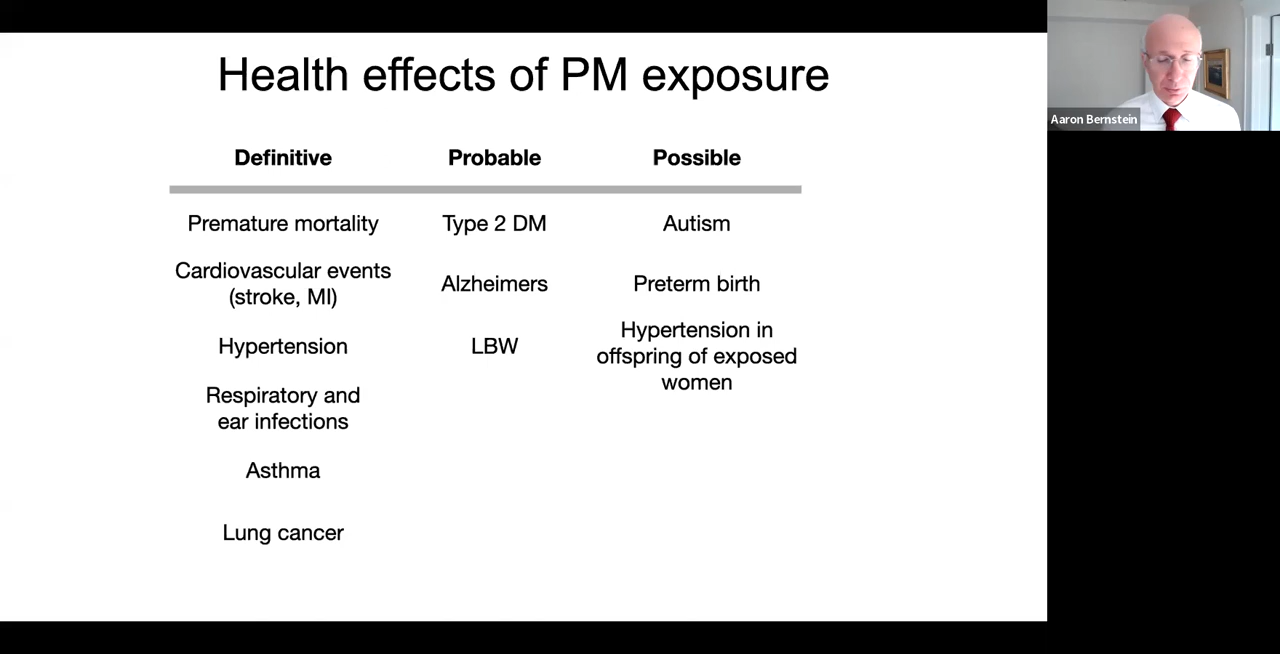 Health effects of PM exposure
Aaron Bernstein
Definitive Probable Possible
Premature mortality Type 2 DM Autism
Cardiovascular events
(stroke, MI)
Alzheimers
Preterm birth
Hypertension
LBW
Hypertension in
offspring of exposed
women
Respiratory and
ear infections
Asthma
Lung cancer